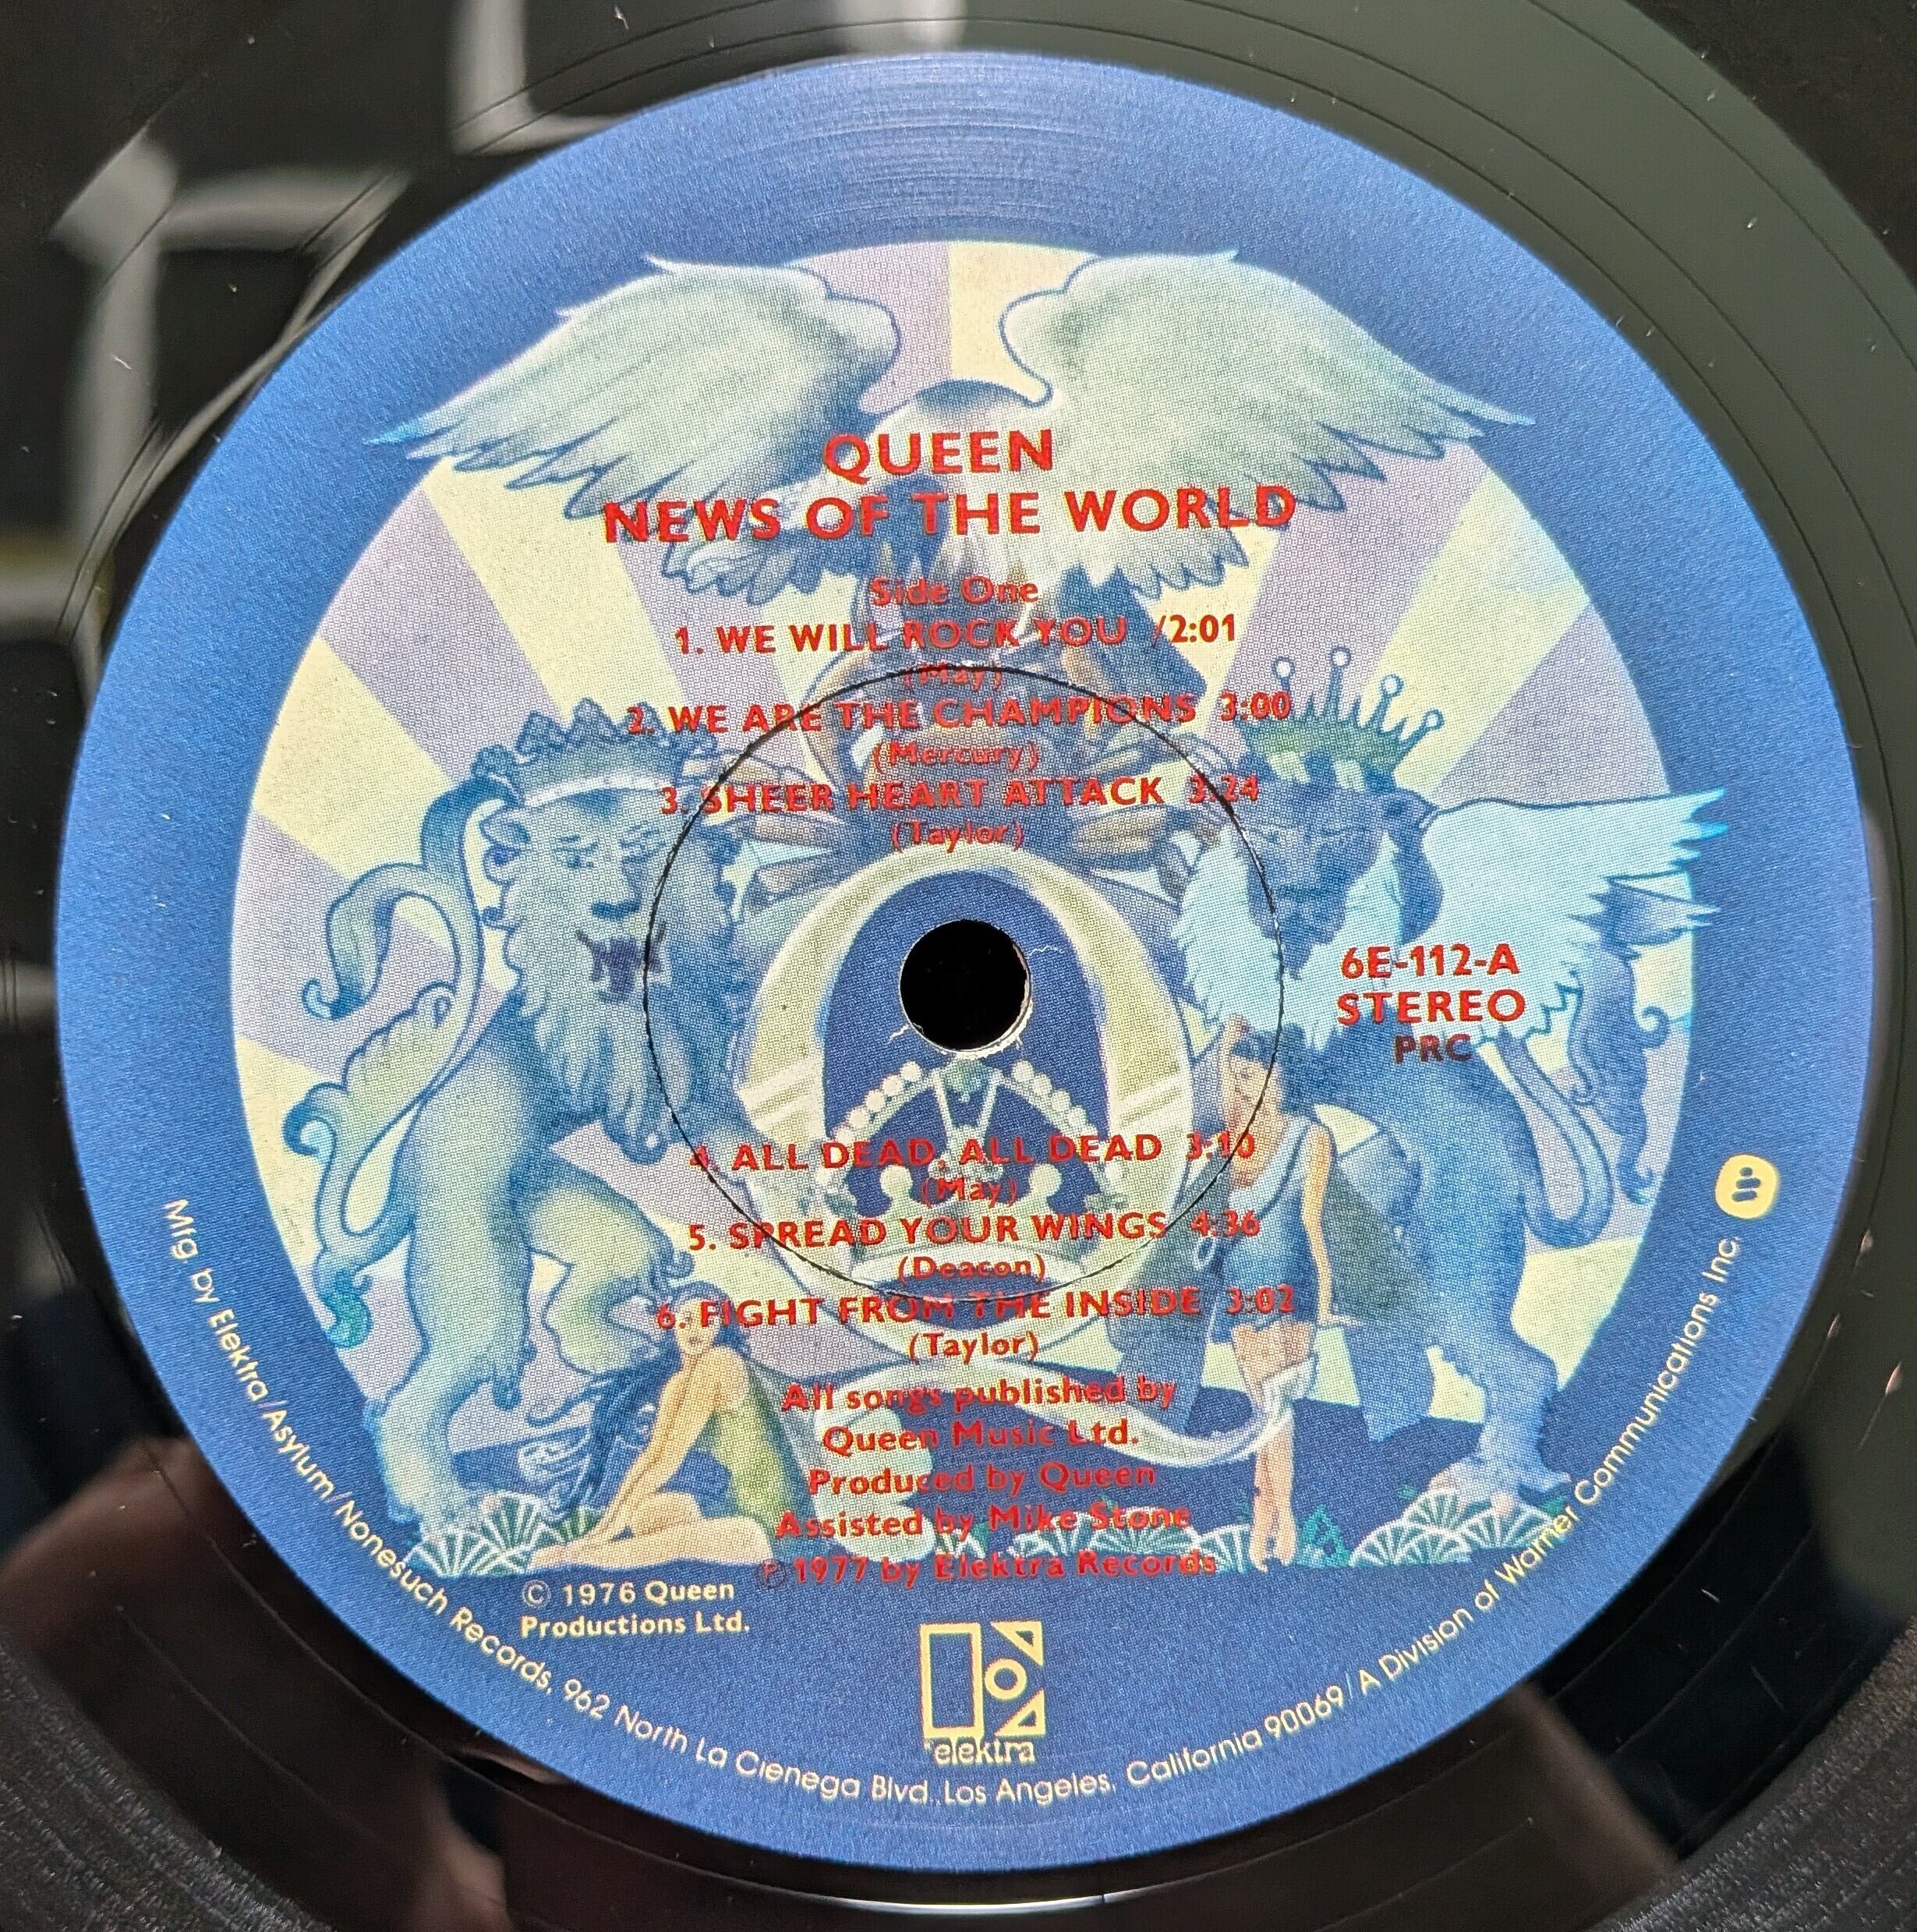 QUEEN
NEWS OF THE WORLD
Side One
1. WE WILL ROCK YOU /2:01
(May)
2. WE ARE THE CHAMPIONS 3:00
(Mercury)
3. SHEER HEART ATTACK 3:24
(Taylor)
6E-112-A
STEREO
PRC
4. ALL DEAD, ALL DEAD 3:10
(May)
5. SPREAD YOUR WINGS 4:36
(Deacon)
6. FIGHT FROM THE INSIDE 3:02
(Taylor)
All songs published by
Queen Music Ltd.
Produced by Queen
Assisted by Mike Stone
℗ 1977 by Elektra Records
© 1976 Queen
Productions Ltd.
elektra
Mfg. by Elektra/Asylum/Nonesuch Records, 962 North La Cienega Blvd., Los Angeles, California 90069/A Division of Warner Communications Inc.